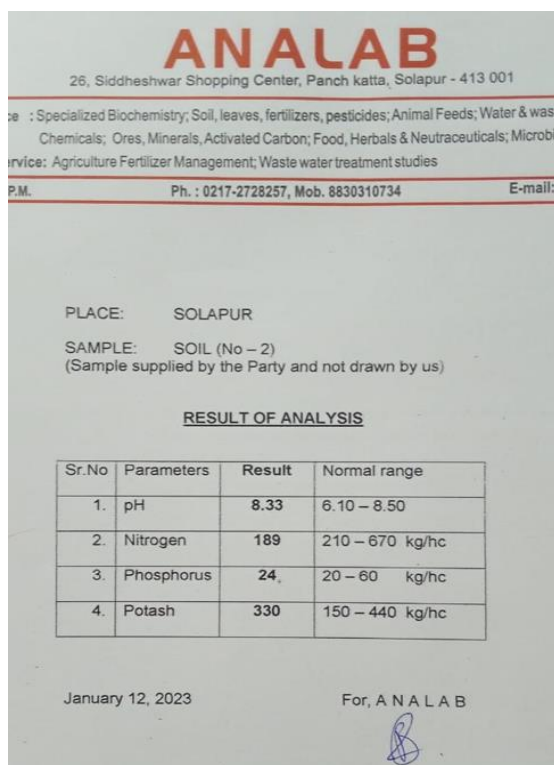 ANALAB
26, Siddheshwar Shopping Center, Panch katta, Solapur - 413 001
: Specialized Biochemistry; Soil, leaves, fertilizers, pesticides; Animal Feeds; Water &
Chemicals; Ores, Minerals, Activated Carbon; Food, Herbals & Neutraceuticals;
Agriculture Fertilizer Management; Waste water treatment studies
P.M. Ph. : 0217-2728257, Mob. 8830310734 E-mail:
PLACE: SOLAPUR
SAMPLE: SOIL (No – 2)
(Sample supplied by the Party and not drawn by us)
RESULT OF ANALYSIS
Sr.No Parameters Result Normal range
1. pH 8.33 6.10 – 8.50
2. Nitrogen 189 210 – 670 kg/hc
3. Phosphorus 24 20 – 60 kg/hc
4. Potash 330 150 – 440 kg/hc
January 12, 2023 For, A N A L A B